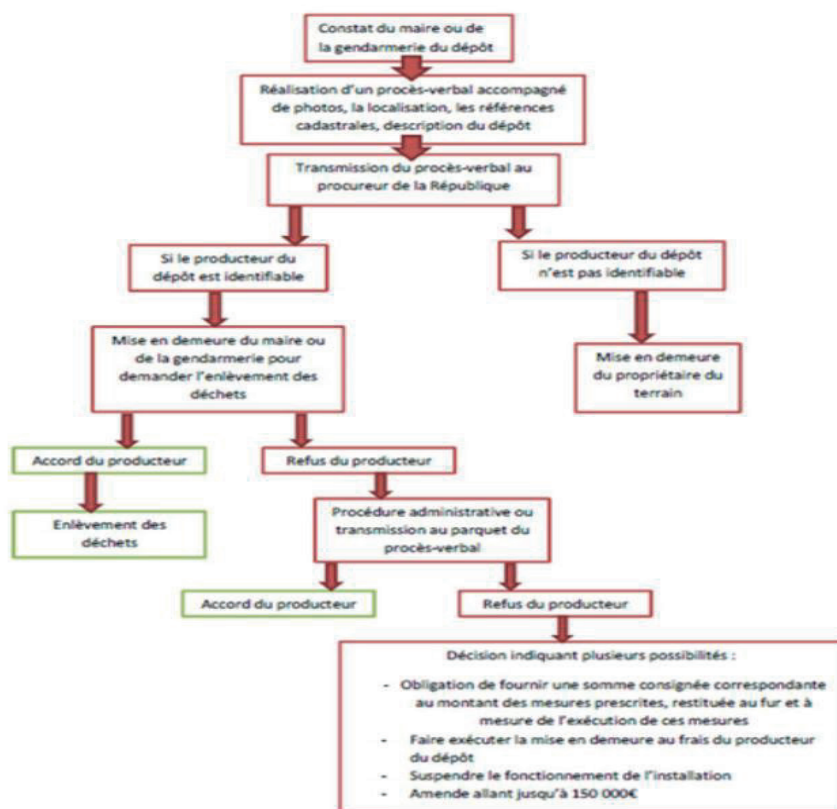 Constat du maire ou de
la gendarmerie du dépôt
Réalisation d'un procès-verbal accompagné
de photos, la localisation, les références
cadastrales, description du dépôt
Transmission du procès-verbal au
procureur de la République
Si le producteur du
dépôt est identifiable
Si le producteur du dépôt
n'est pas identifiable
Mise en demeure du maire ou
de la gendarmerie pour
demander l'enlèvement des
déchets
Mise en demeure
du propriétaire du
terrain
Accord du producteur
Refus du producteur
Enlèvement des
déchets
Procédure administrative ou
transmission au parquet du
procès-verbal
Accord du producteur
Refus du producteur
Décision indiquant plusieurs possibilités :
- Obligation de fournir une somme consignée correspondante
au montant des mesures prescrites, restituée au fur et à
mesure de l'exécution de ces mesures
- Faire exécuter la mise en demeure au frais du producteur
du dépôt
- Suspendre le fonctionnement de l'installation
- Amende allant jusqu'à 150 000€